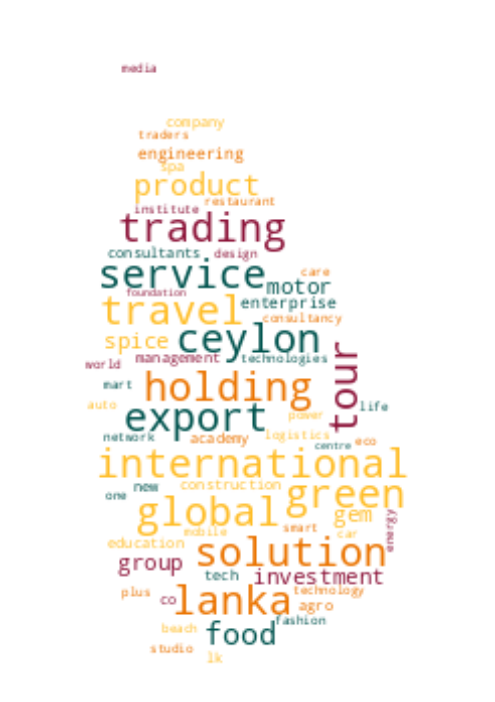 media
company
traders
engineering
spa
product
restaurant
institute
trading
consultants design
service care
motor
foundation
travel enterprise
consultancy
ceylon
spice
management technologies
world
tour
mart holding
auto export power life
network academy logistics eco
centre
international
new construction green
one
global gem
mobile smart car energy
education solution
group
tech investment
plus co lanka technology
agro
beach food fashion
studio lk